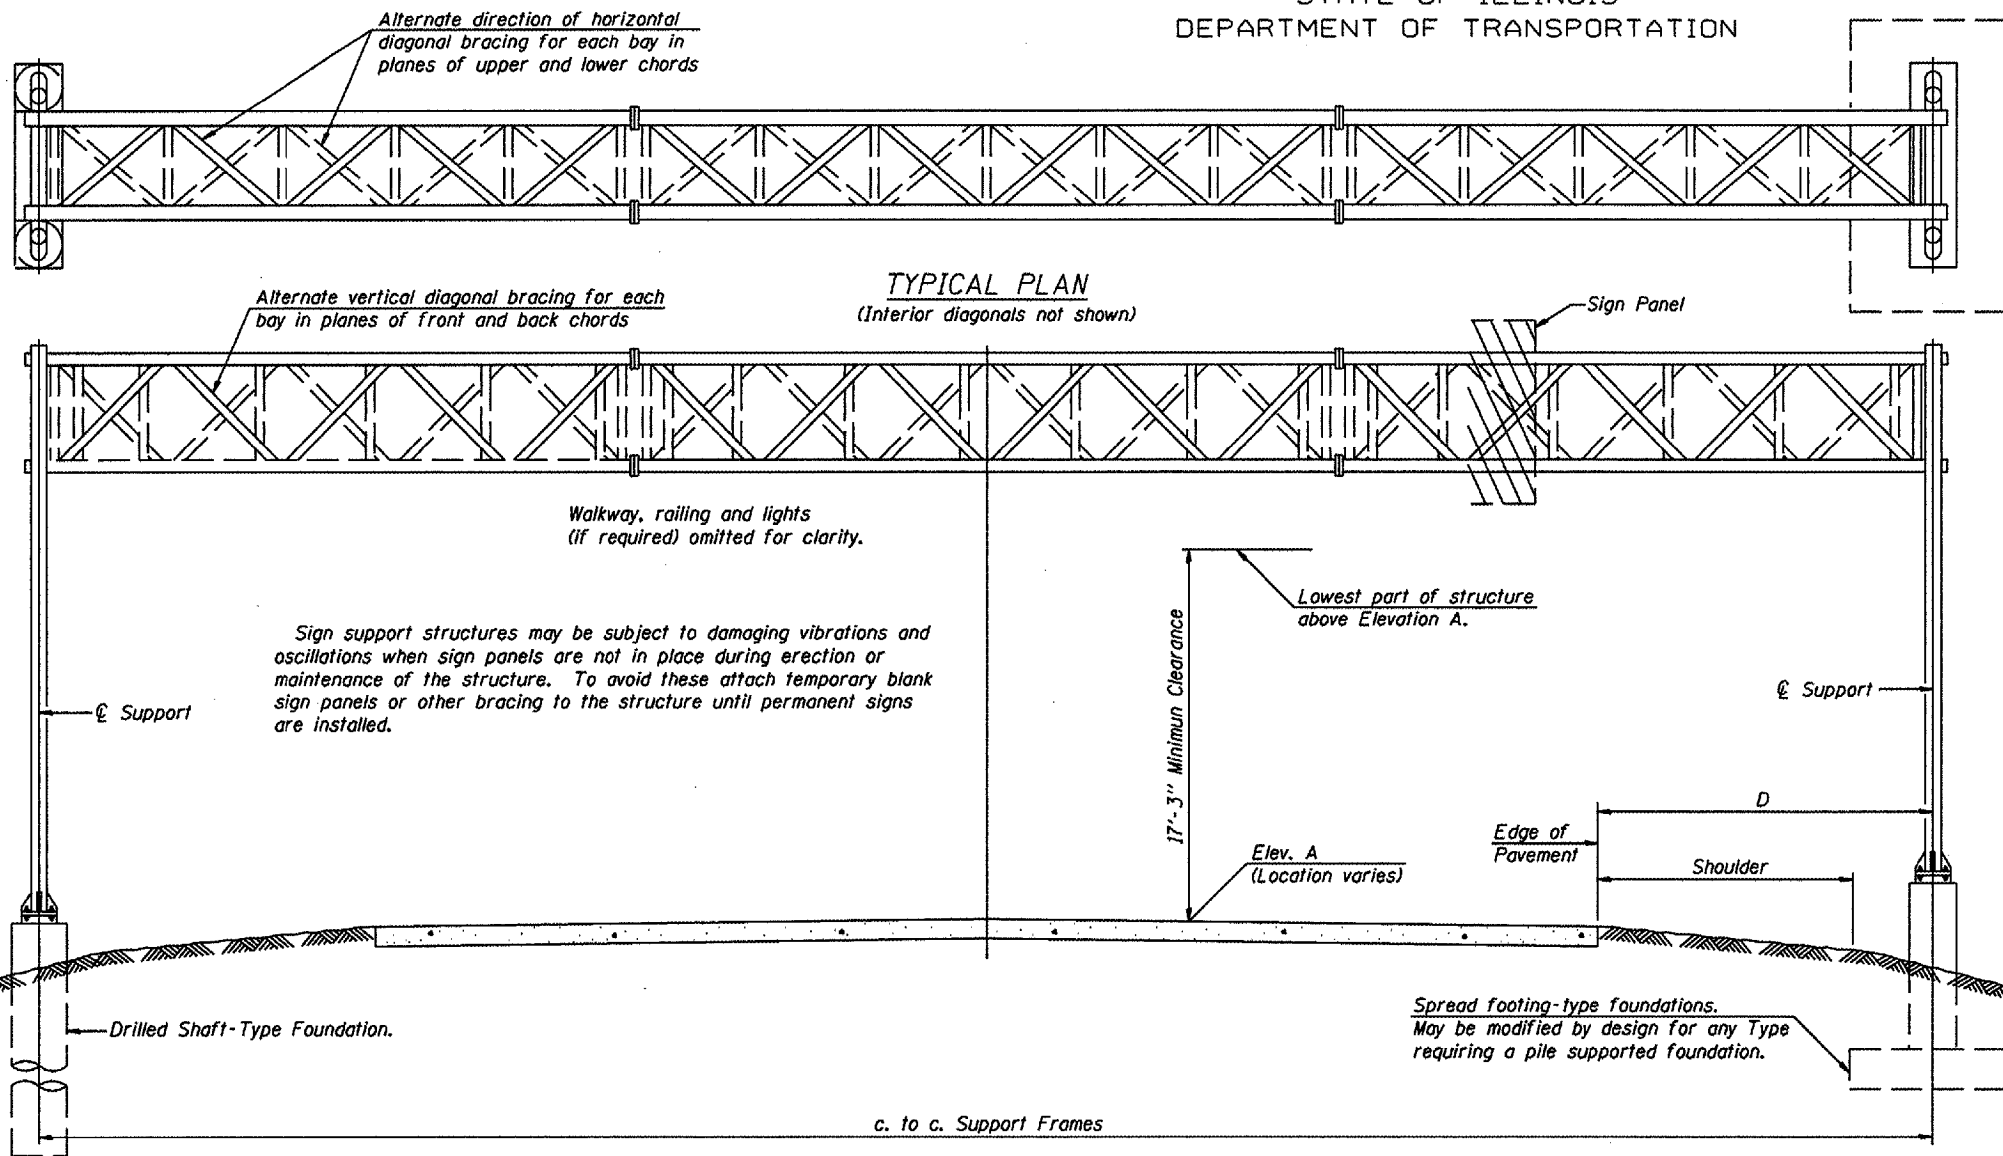 STATE OF ILLINOIS
DEPARTMENT OF TRANSPORTATION
Alternate direction of horizontal
diagonal bracing for each bay in
planes of upper and lower chords
TYPICAL PLAN
(Interior diagonals not shown)
Alternate vertical diagonal bracing for each
bay in planes of front and back chords
Sign Panel
Walkway, railing and lights
(if required) omitted for clarity.
Lowest part of structure
above Elevation A.
Sign support structures may be subject to damaging vibrations and
oscillations when sign panels are not in place during erection or
maintenance of the structure. To avoid these attach temporary blank
sign panels or other bracing to the structure until permanent signs
are installed.
17'-3" Minimun Clearance
℄ Support
℄ Support
D
Edge of
Pavement
Shoulder
Elev. A
(Location varies)
Drilled Shaft-Type Foundation.
Spread footing-type foundations.
May be modified by design for any Type
requiring a pile supported foundation.
c. to c. Support Frames